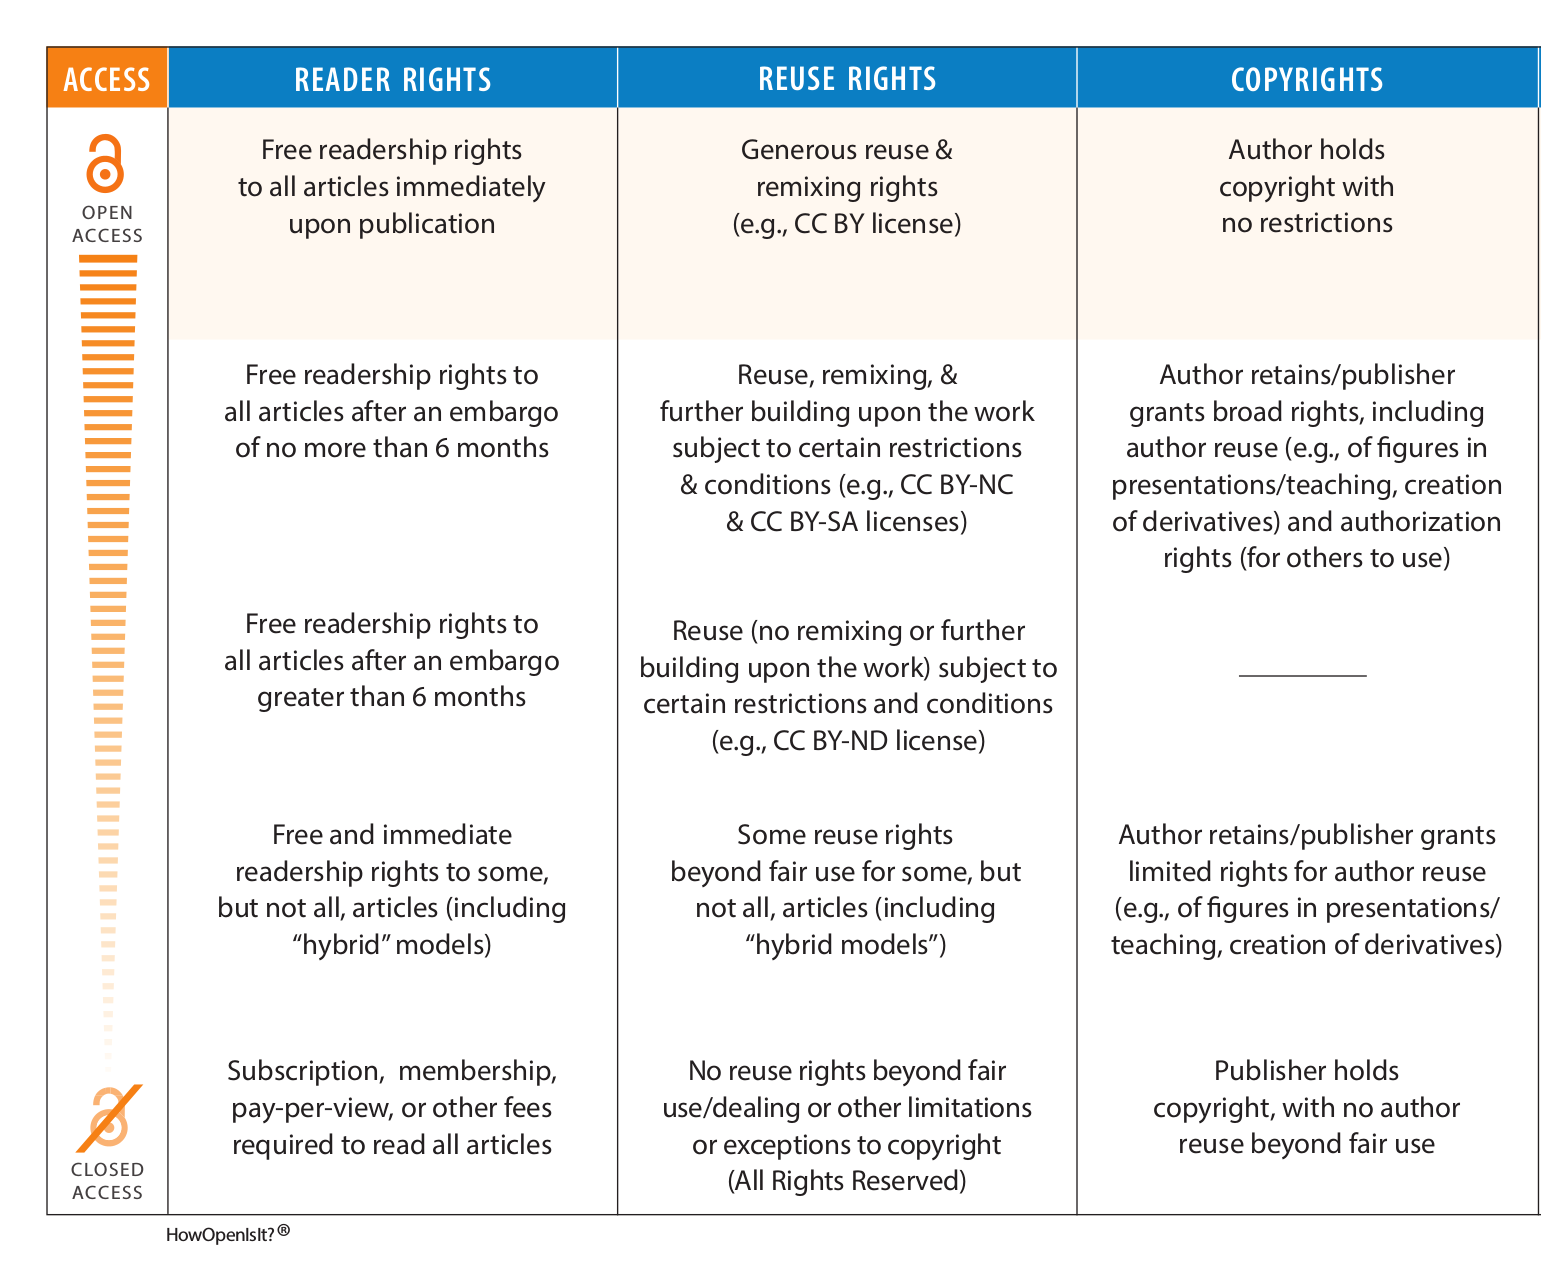 ACCESS
READER RIGHTS
REUSE RIGHTS
COPYRIGHTS
OPEN
ACCESS
Free readership rights
to all articles immediately
upon publication
Generous reuse &
remixing rights
(e.g., CC BY license)
Author holds
copyright with
no restrictions
Free readership rights to
all articles after an embargo
of no more than 6 months
Reuse, remixing, &
further building upon the work
subject to certain restrictions
& conditions (e.g., CC BY-NC
& CC BY-SA licenses)
Author retains/publisher
grants broad rights, including
author reuse (e.g., of figures in
presentations/teaching, creation
of derivatives) and authorization
rights (for others to use)
Free readership rights to
all articles after an embargo
greater than 6 months
Reuse (no remixing or further
building upon the work) subject to
certain restrictions and conditions
(e.g., CC BY-ND license)
Free and immediate
readership rights to some,
but not all, articles (including
“hybrid” models)
Some reuse rights
beyond fair use for some, but
not all, articles (including
“hybrid models”)
Author retains/publisher grants
limited rights for author reuse
(e.g., of figures in presentations/
teaching, creation of derivatives)
CLOSED
ACCESS
Subscription, membership,
pay-per-view, or other fees
required to read all articles
No reuse rights beyond fair
use/dealing or other limitations
or exceptions to copyright
(All Rights Reserved)
Publisher holds
copyright, with no author
reuse beyond fair use
HowOpenIsIt? ®